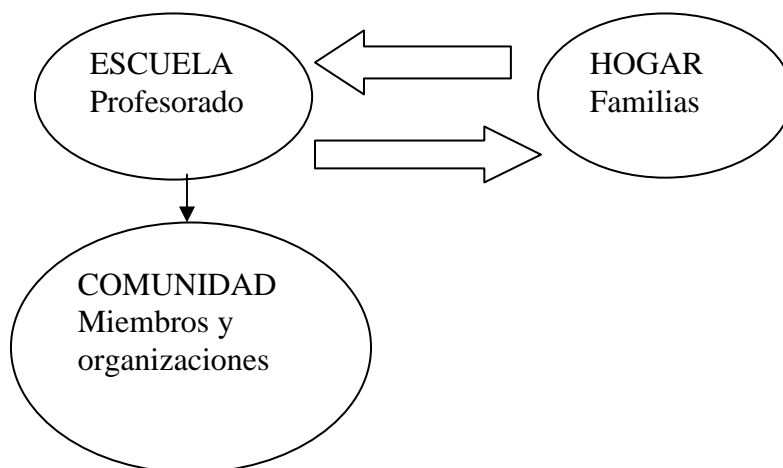 ESCUELA
Profesorado
HOGAR
Familias
COMUNIDAD
Miembros y
organizaciones